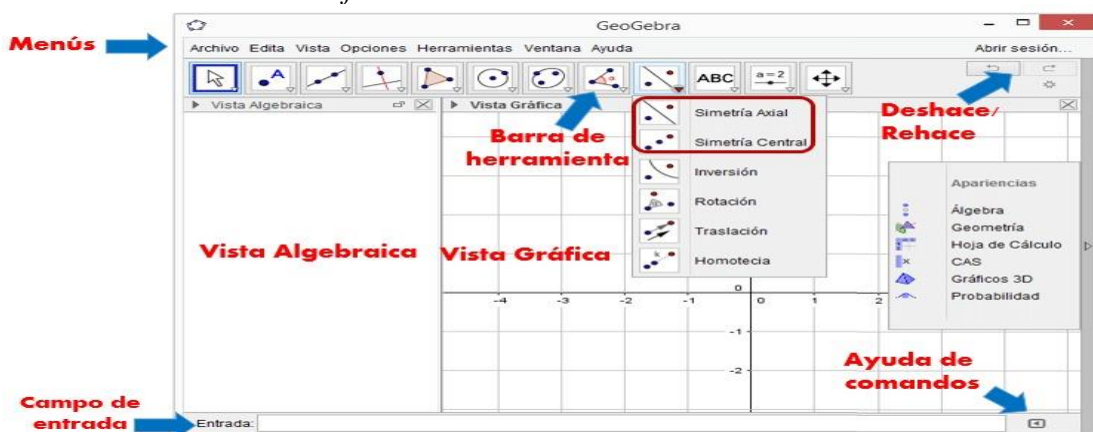 GeoGebra
Menús
Archivo Edita Vista Opciones Herramientas Ventana Ayuda
Abrir sesión...
A
ABC
a=2
Vista Algebraica
Vista Gráfica
Deshace/
Rehace
Barra de
herramienta
Simetría Axial
Simetría Central
Inversión
Rotación
Traslación
Homotecia
Apariencias
Álgebra
Geometría
Hoja de Cálculo
CAS
Gráficos 3D
Probabilidad
Vista Algebraica
Vista Gráfica
0
-4 -3 -2 -1 0 1 2
-1
-2
Ayuda de
comandos
Campo de
entrada
Entrada: